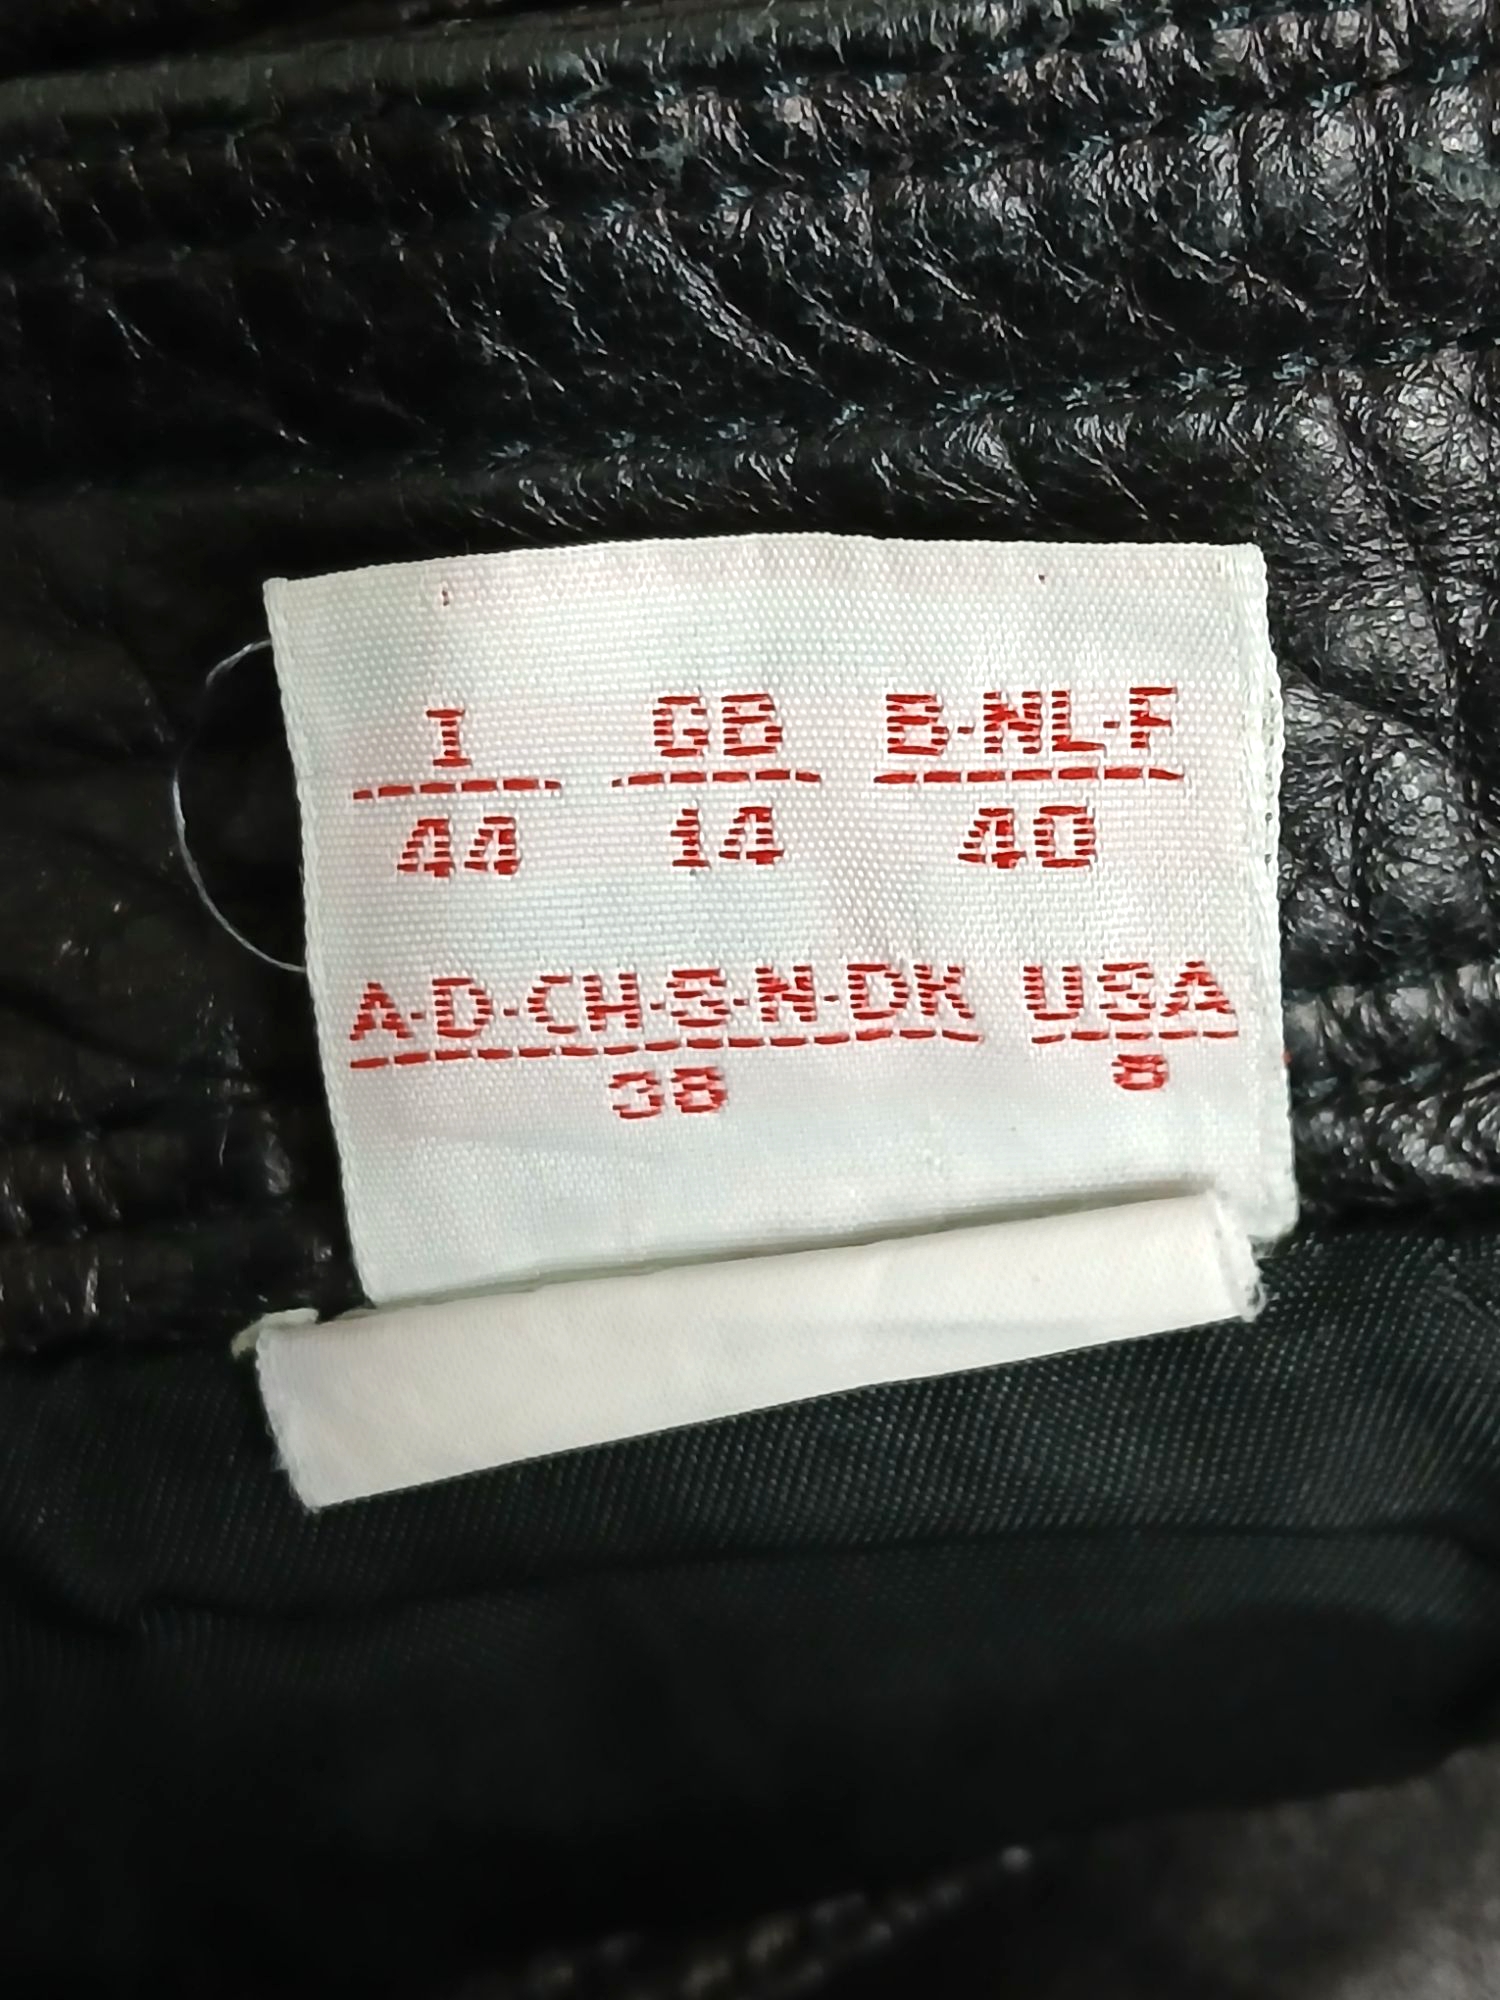 I GB B-NL-F
44 14 40
A-D-CH-S-N-DK USA
38 8